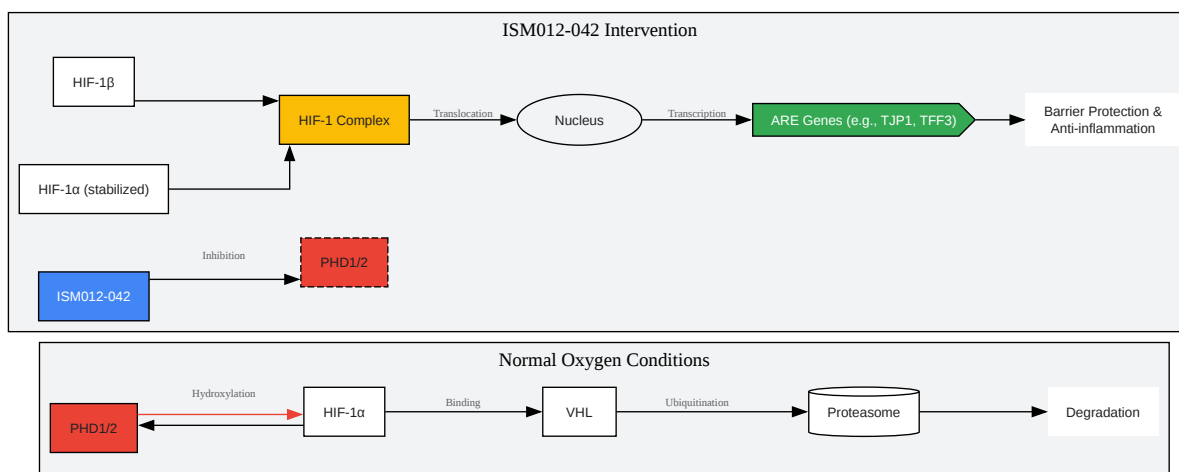 ISM012-042 Intervention
HIF-1β
HIF-1α (stabilized)
HIF-1 Complex
Translocation
Nucleus
Transcription
ARE Genes (e.g., TJP1, TFF3)
Barrier Protection &
Anti-inflammation
ISM012-042
Inhibition
PHD1/2
Normal Oxygen Conditions
PHD1/2
Hydroxylation
HIF-1α
Binding
VHL
Ubiquitination
Proteasome
Degradation